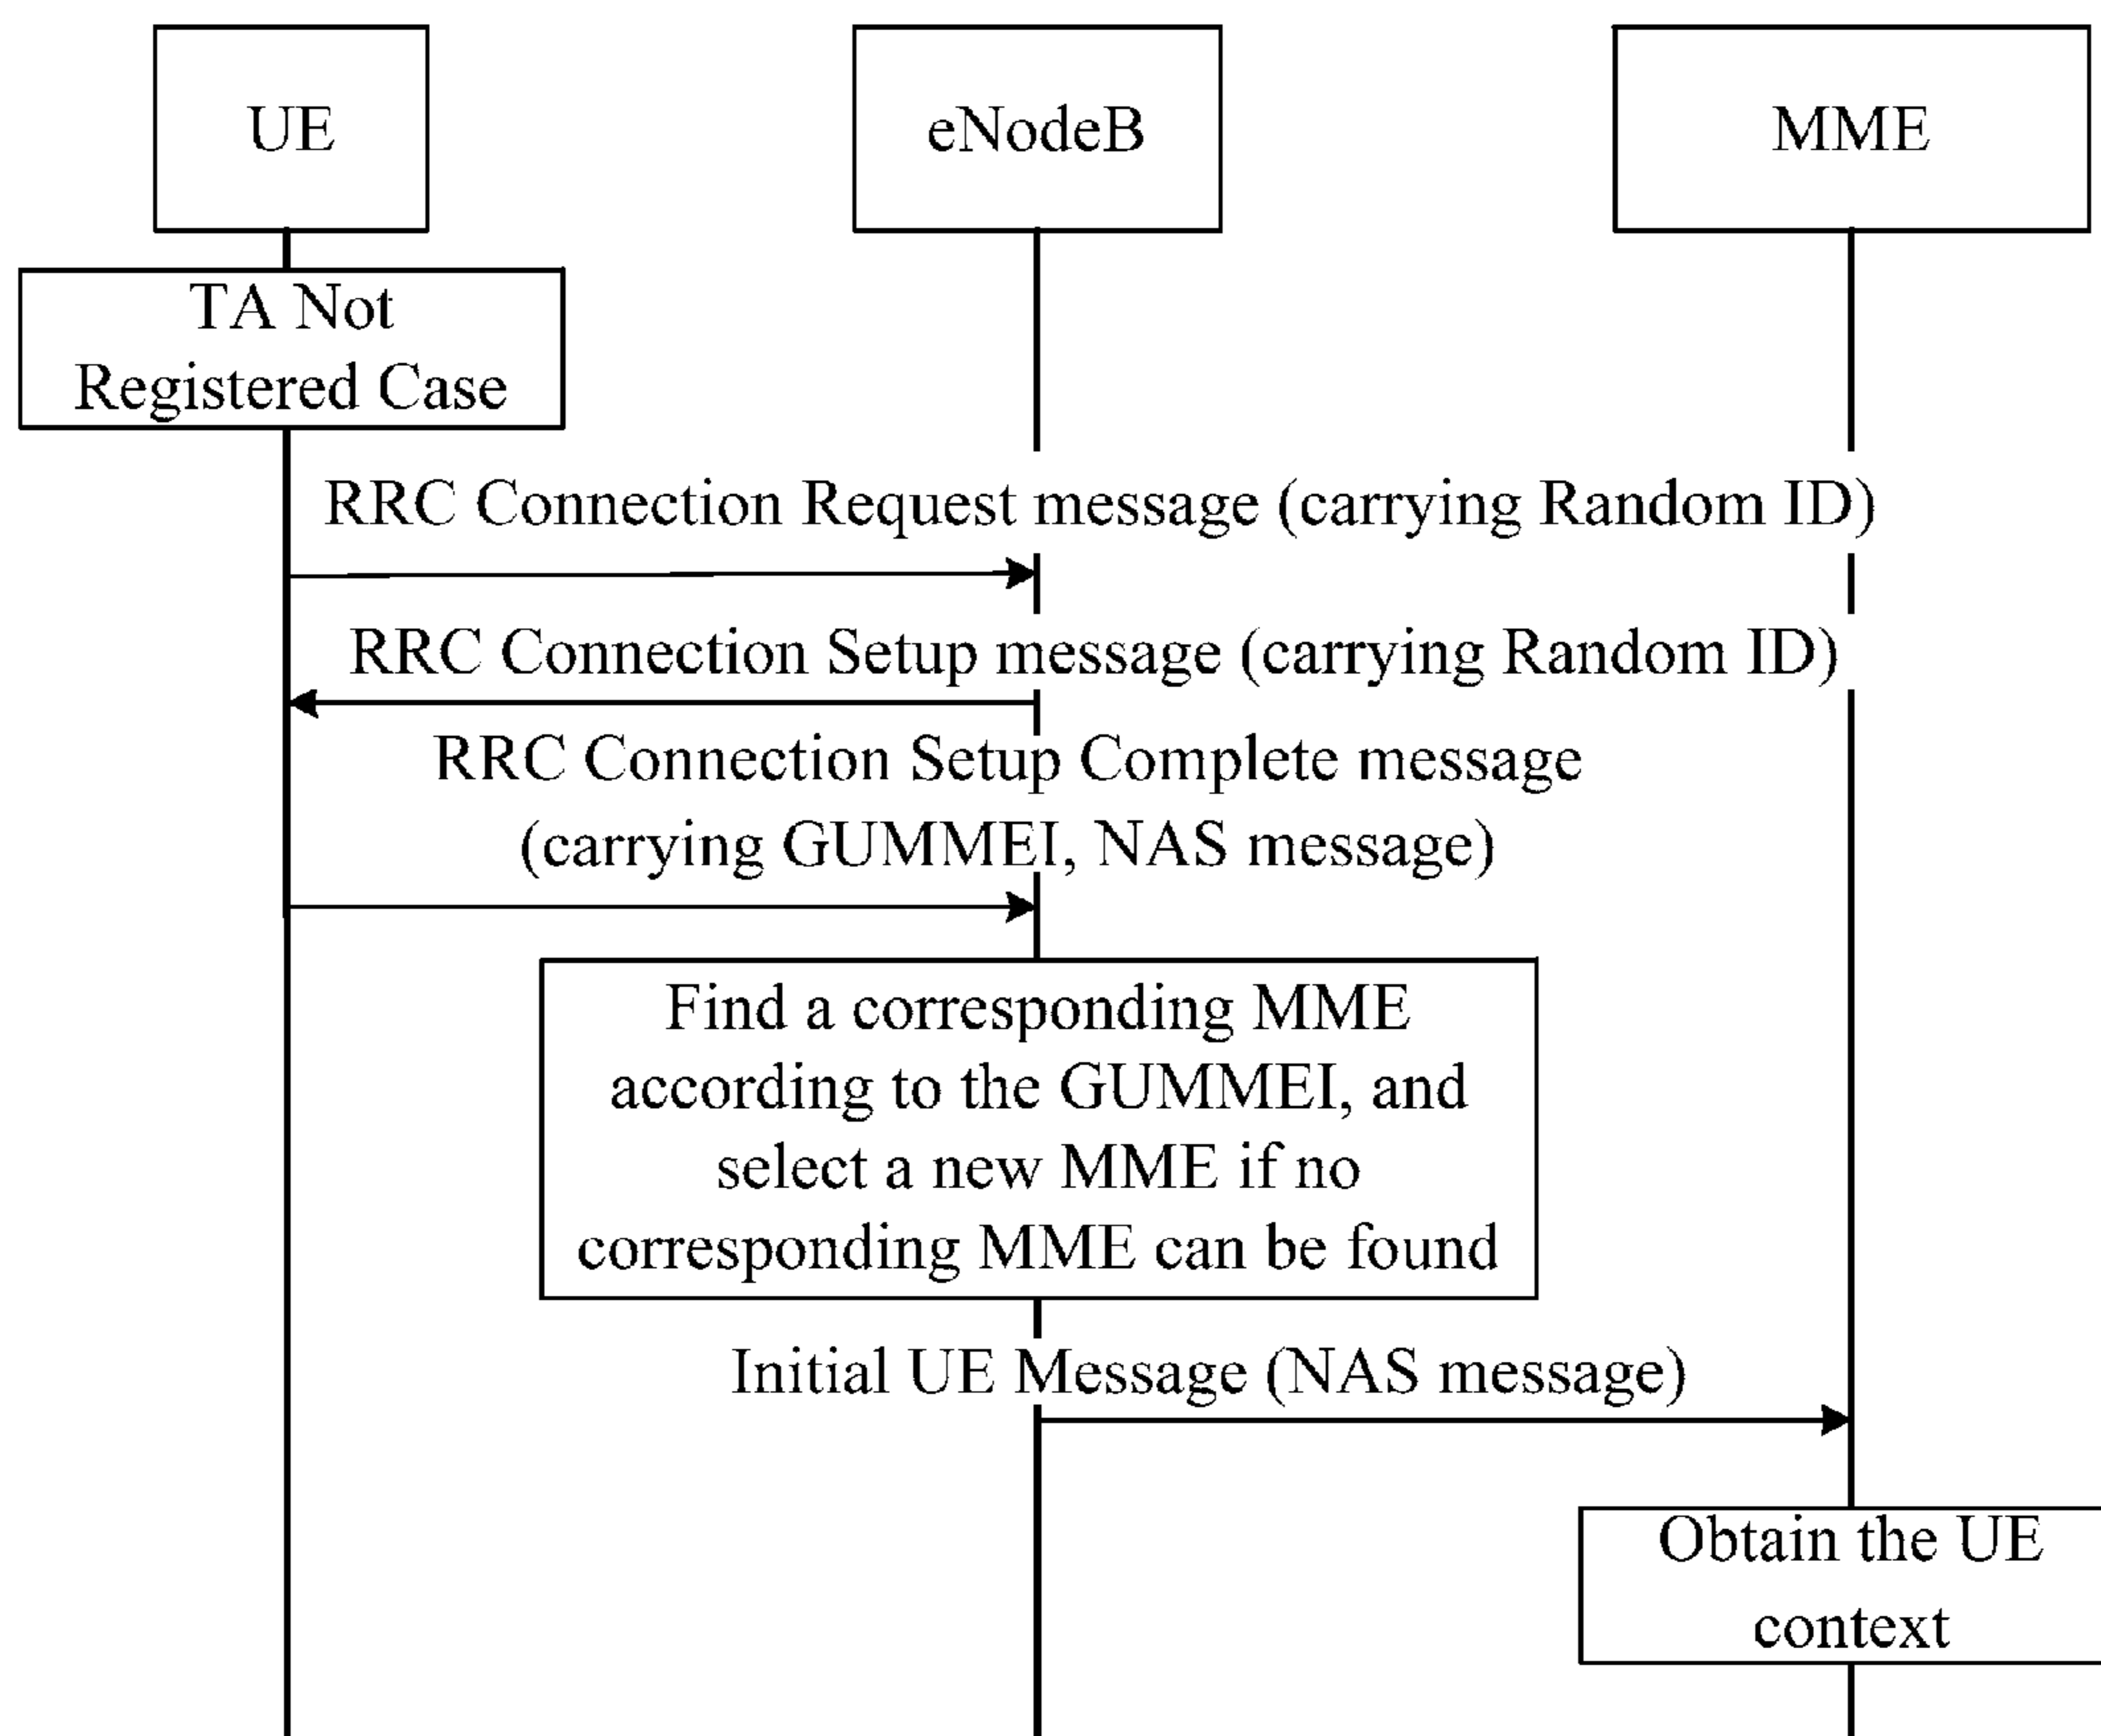 UE
eNodeB
MME
TA Not
Registered Case
RRC Connection Request message (carrying Random ID)
RRC Connection Setup message (carrying Random ID)
RRC Connection Setup Complete message
(carrying GUMMEI, NAS message)
Find a corresponding MME
according to the GUMMEI, and
select a new MME if no
corresponding MME can be found
Initial UE Message (NAS message)
Obtain the UE
context